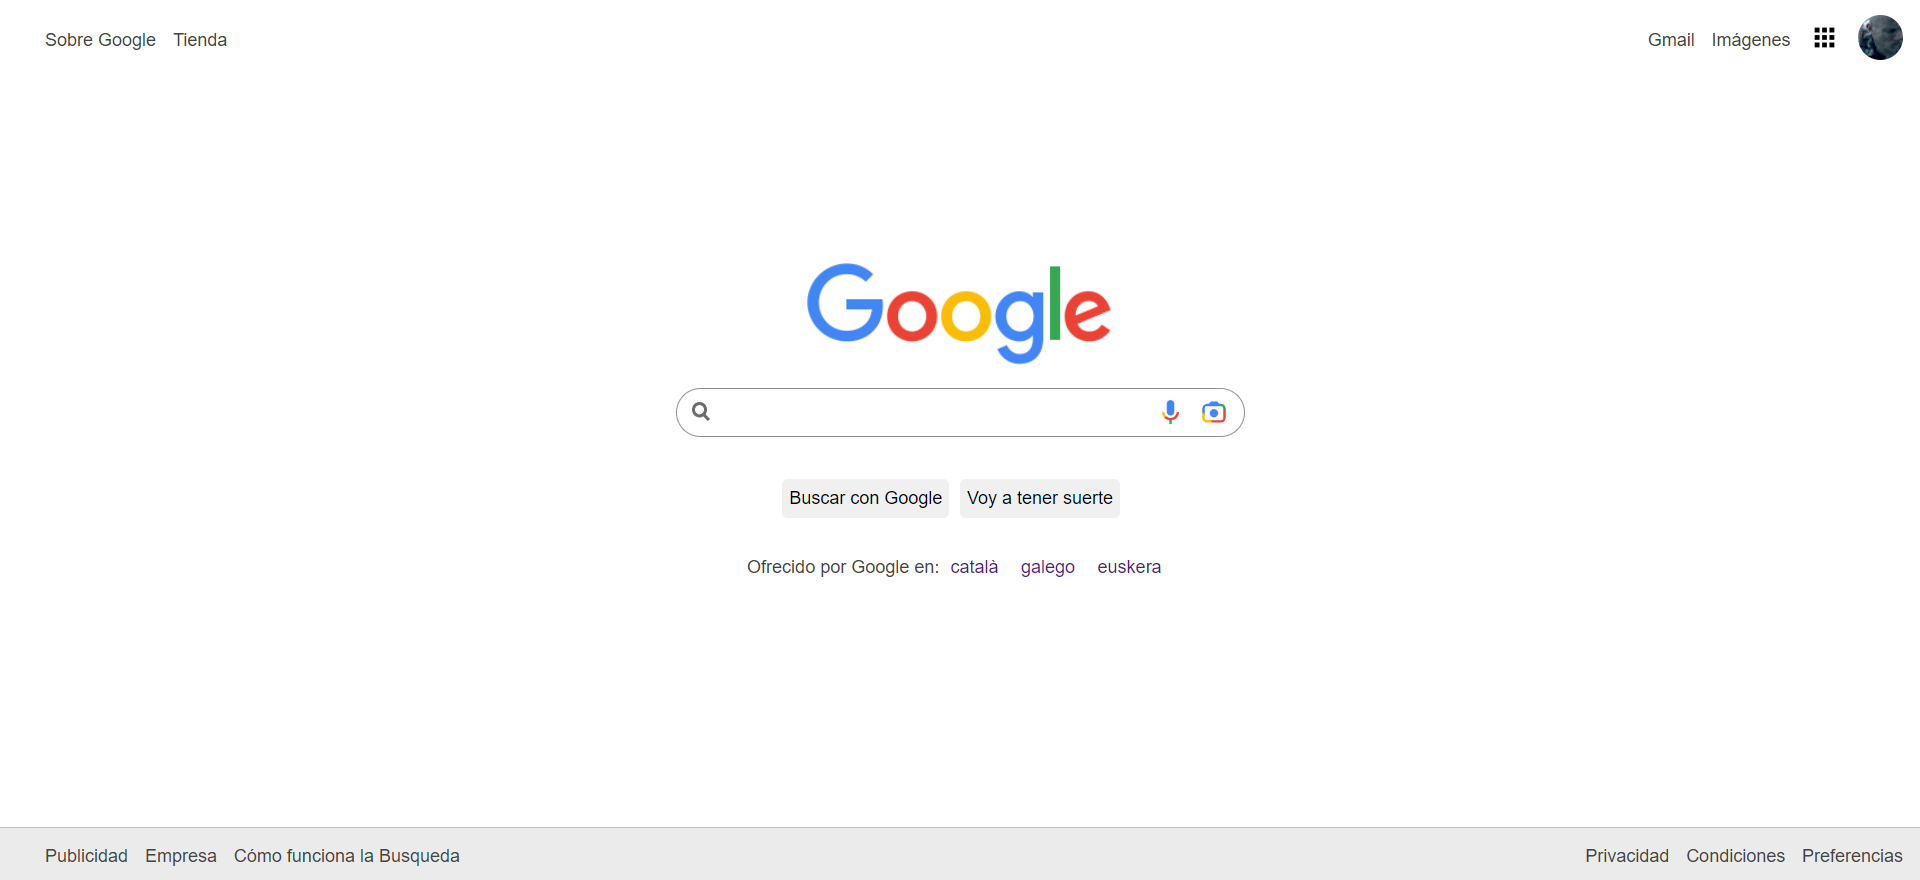 Sobre Google Tienda Gmail Imágenes
Google
Buscar con Google Voy a tener suerte
Ofrecido por Google en: català galego euskera
Publicidad Empresa Cómo funciona la Busqueda Privacidad Condiciones Preferencias